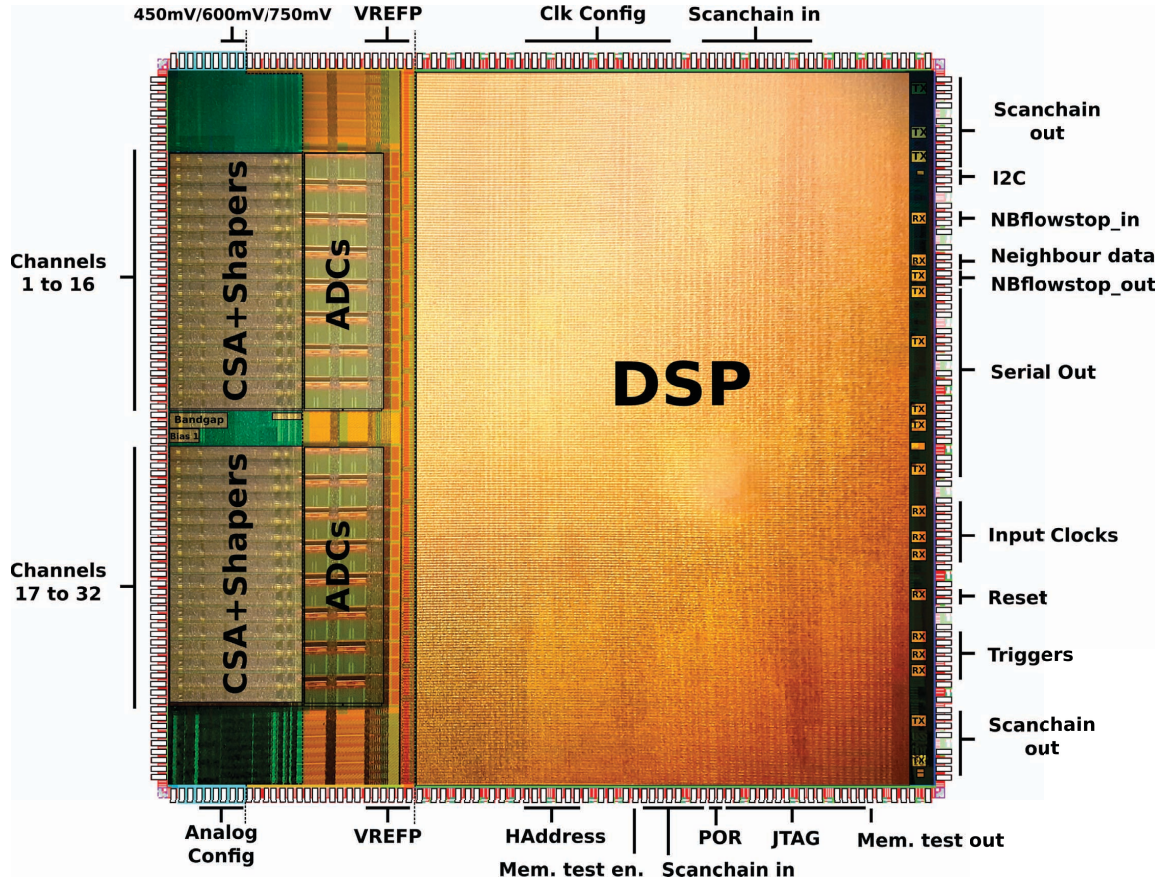 450mV/600mV/750mV
VREFP
Clk Config
Scanchain in
Scanchain
out
I2C
NBflowstop_in
Neighbour data
NBflowstop_out
Serial Out
Input Clocks
Reset
Triggers
Scanchain
out
Channels
1 to 16
Channels
17 to 32
CSA+Shapers
ADCs
Bandgap
Bias 1
CSA+Shapers
ADCs
DSP
TX
TX
TX
RX
RX
TX
TX
TX
TX
TX
TX
RX
RX
RX
RX
RX
RX
RX
TX
TX
Analog
Config
VREFP
HAddress
Mem. test en.
Scanchain in
POR
JTAG
Mem. test out